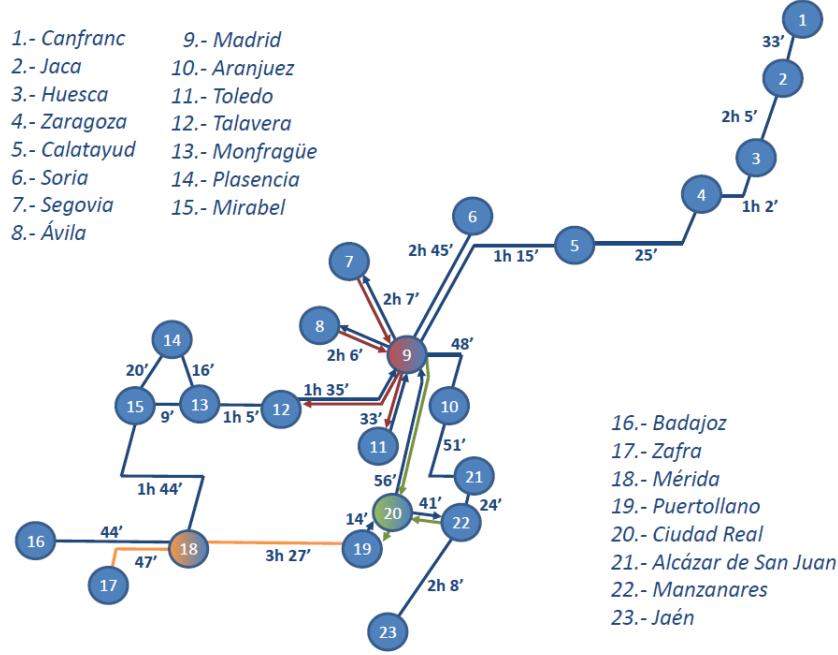 1.- Canfranc
2.- Jaca
3.- Huesca
4.- Zaragoza
5.- Calatayud
6.- Soria
7.- Segovia
8.- Ávila
9.- Madrid
10.- Aranjuez
11.- Toledo
12.- Talavera
13.- Monfragüe
14.- Plasencia
15.- Mirabel
1
33’
2
2h 5’
3
4
1h 2’
6
5
2h 45’
1h 15’
25’
7
2h 7’
8
2h 6’
9
48’
14
20’
16’
1h 35’
15
9’
13
1h 5’
12
10
33’
11
51’
21
1h 44’
56’
20
41’
24’
22
14’
16
44’
18
47’
3h 27’
19
17
2h 8’
23
16.- Badajoz
17.- Zafra
18.- Mérida
19.- Puertollano
20.- Ciudad Real
21.- Alcázar de San Juan
22.- Manzanares
23.- Jaén